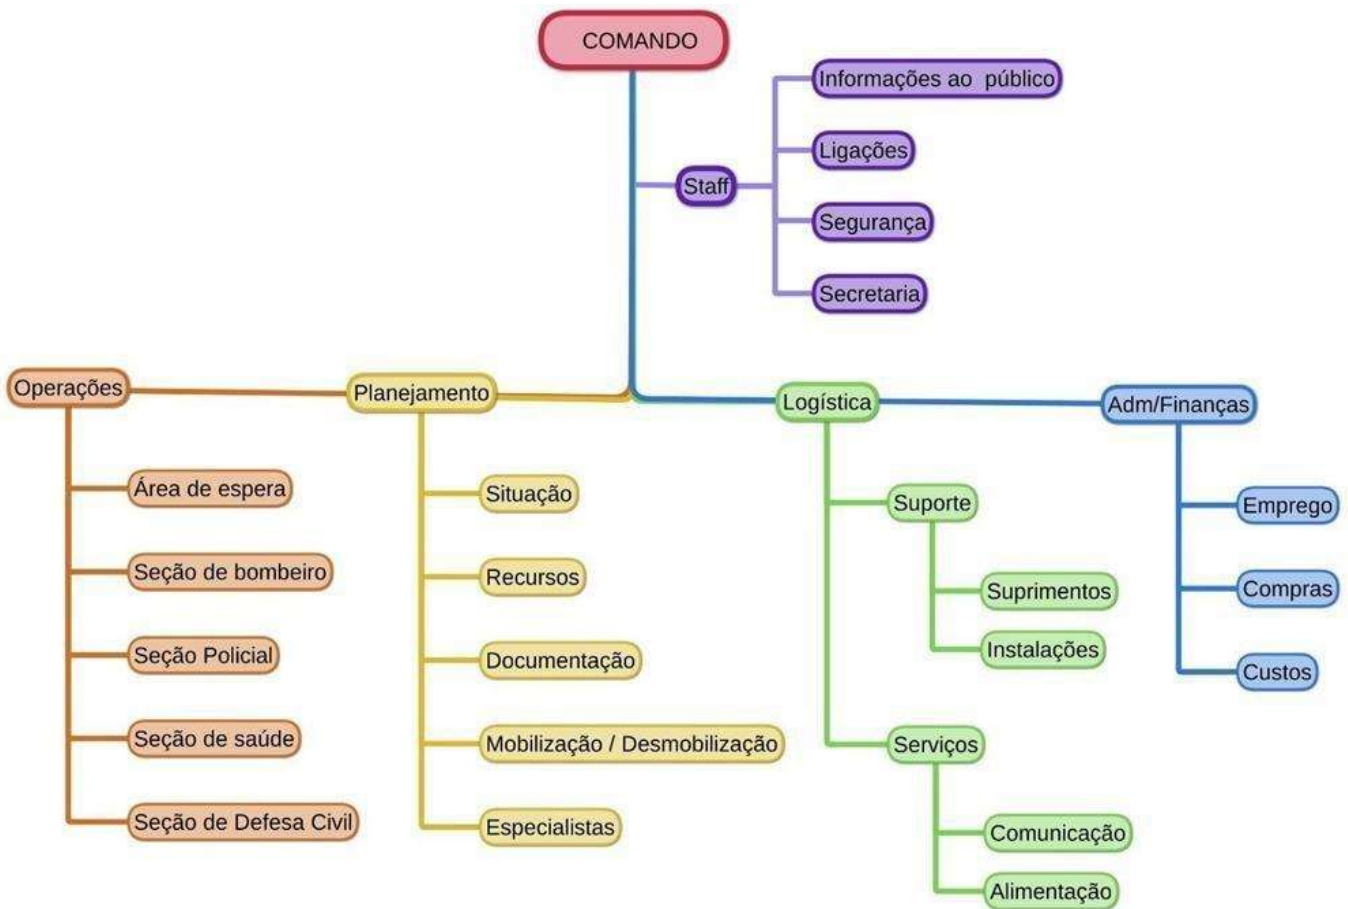 COMANDO
Informações ao público
Ligações
Staff
Segurança
Secretaria
Operações
Planejamento
Logística
Adm/Finanças
Área de espera
Seção de bombeiro
Seção Policial
Seção de saúde
Seção de Defesa Civil
Situação
Recursos
Documentação
Mobilização / Desmobilização
Especialistas
Suporte
Suprimentos
Instalações
Serviços
Comunicação
Alimentação
Emprego
Compras
Custos